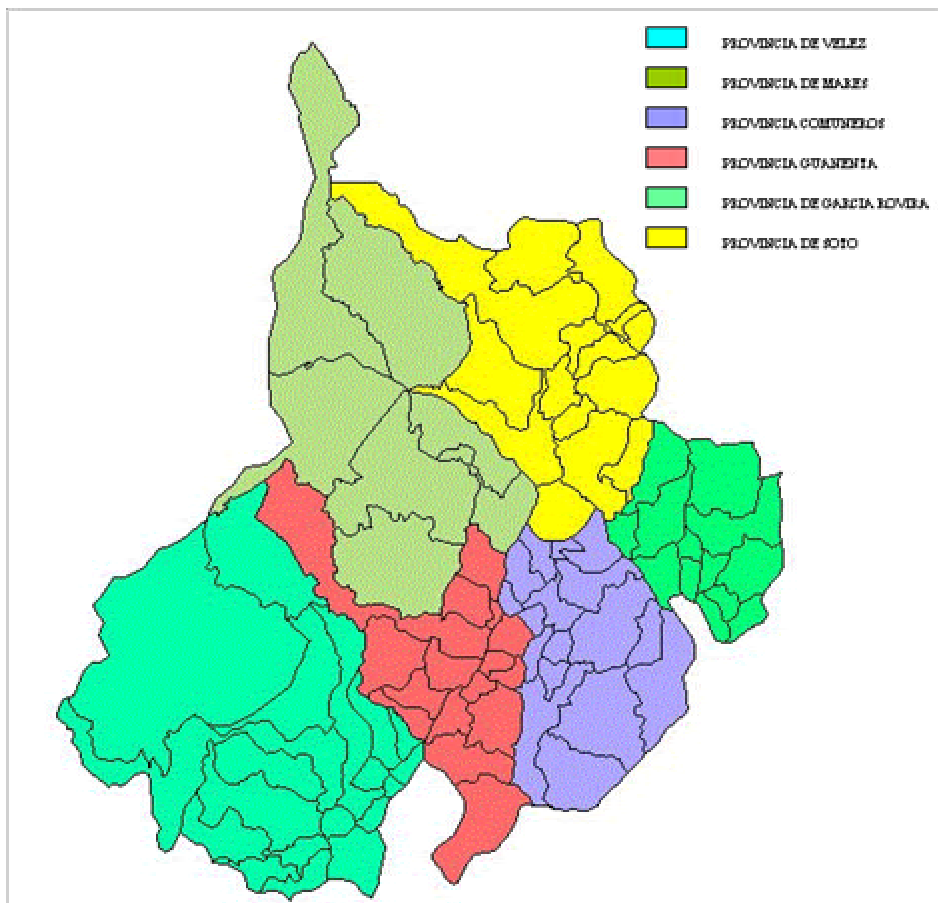 PROVINCIA DE VELEZ
PROVINCIA DE MARES
PROVINCIA COMUNEROS
PROVINCIA GUANENTA
PROVINCIA DE GARCIA ROVIRA
PROVINCIA DE SOTO